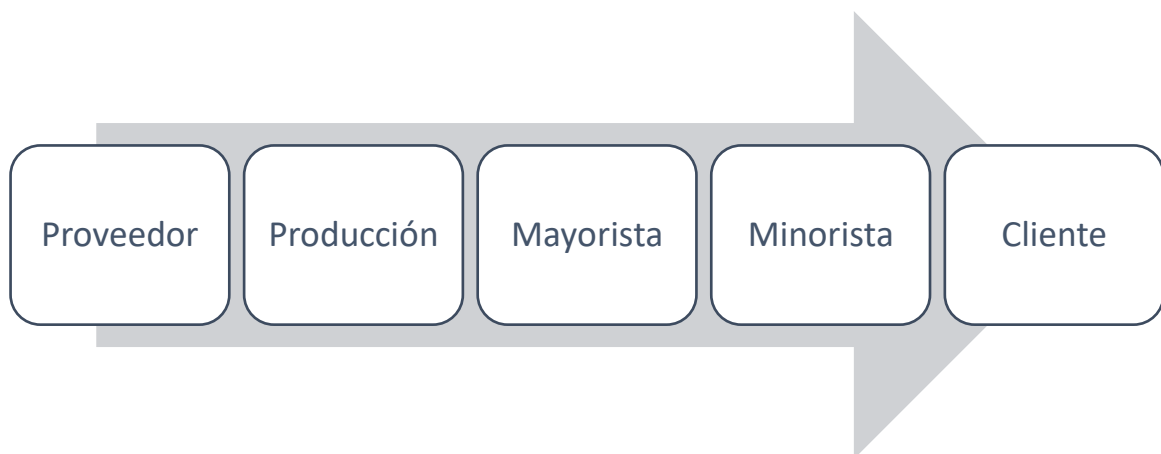 Proveedor
Producción
Mayorista
Minorista
Cliente